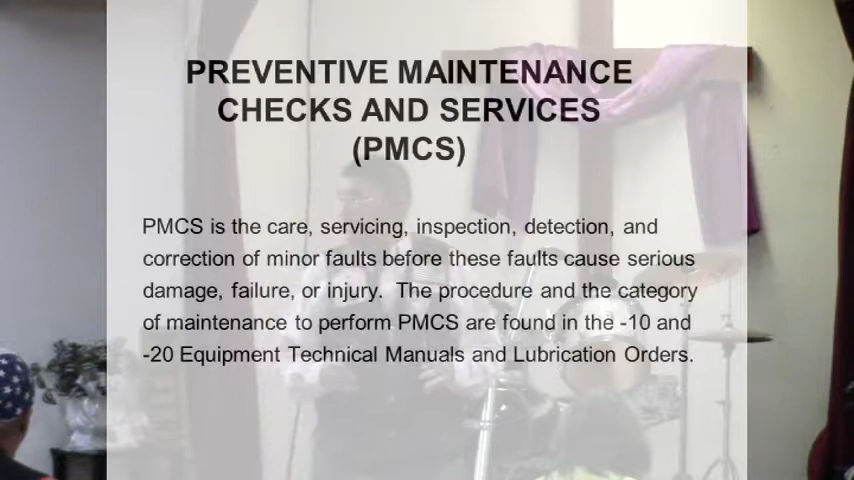 PREVENTIVE MAINTENANCE
CHECKS AND SERVICES
(PMCS)
PMCS is the care, servicing, inspection, detection, and
correction of minor faults before these faults cause serious
damage, failure, or injury.  The procedure and the category
of maintenance to perform PMCS are found in the -10 and
-20 Equipment Technical Manuals and Lubrication Orders.